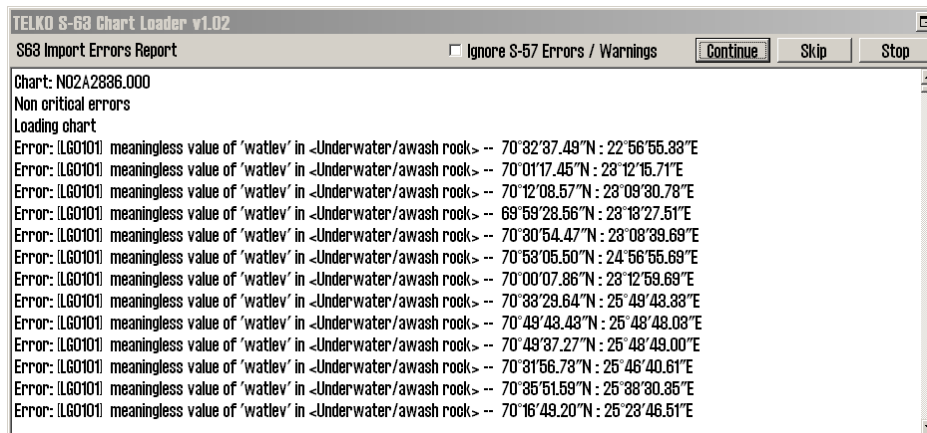 TELKO S-63 Chart Loader v1.02
S63 Import Errors Report Ignore S-57 Errors / Warnings Continue Skip Stop
Chart: NO2A2836.000
Non critical errors
Loading chart
Error: [LG0101] meaningless value of 'watlev' in <Underwater/awash rock> -- 70°32'37.49"N : 22°56'55.83"E
Error: [LG0101] meaningless value of 'watlev' in <Underwater/awash rock> -- 70°01'17.45"N : 23°12'15.71"E
Error: [LG0101] meaningless value of 'watlev' in <Underwater/awash rock> -- 70°12'08.57"N : 23°09'30.78"E
Error: [LG0101] meaningless value of 'watlev' in <Underwater/awash rock> -- 69°59'28.56"N : 23°13'27.51"E
Error: [LG0101] meaningless value of 'watlev' in <Underwater/awash rock> -- 70°30'54.47"N : 23°08'39.69"E
Error: [LG0101] meaningless value of 'watlev' in <Underwater/awash rock> -- 70°53'05.50"N : 24°56'55.69"E
Error: [LG0101] meaningless value of 'watlev' in <Underwater/awash rock> -- 70°00'07.86"N : 23°12'59.69"E
Error: [LG0101] meaningless value of 'watlev' in <Underwater/awash rock> -- 70°33'29.64"N : 25°49'43.33"E
Error: [LG0101] meaningless value of 'watlev' in <Underwater/awash rock> -- 70°49'43.43"N : 25°48'48.03"E
Error: [LG0101] meaningless value of 'watlev' in <Underwater/awash rock> -- 70°49'37.27"N : 25°48'49.00"E
Error: [LG0101] meaningless value of 'watlev' in <Underwater/awash rock> -- 70°31'56.73"N : 25°46'40.61"E
Error: [LG0101] meaningless value of 'watlev' in <Underwater/awash rock> -- 70°35'51.59"N : 25°38'30.35"E
Error: [LG0101] meaningless value of 'watlev' in <Underwater/awash rock> -- 70°16'49.20"N : 25°23'46.51"E